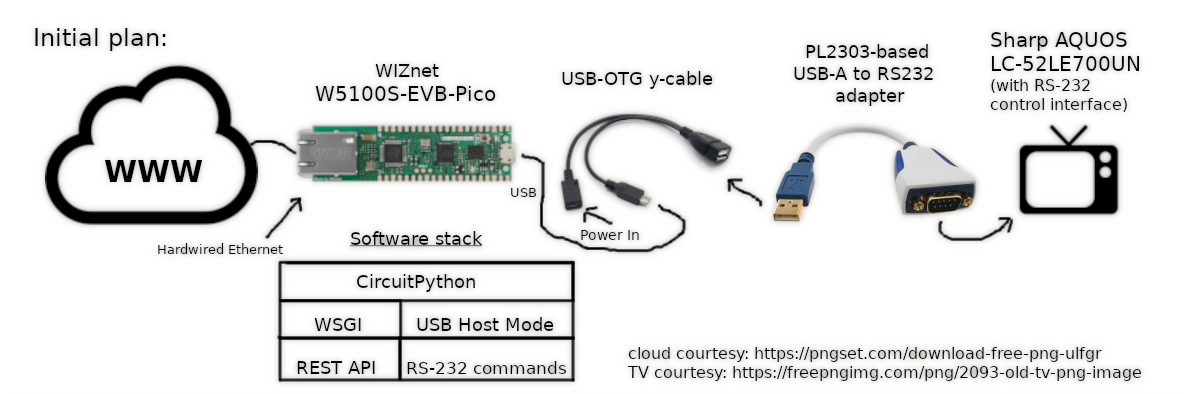 Initial plan:
www
WIZnet
W5100S-EVB-Pico
USB-OTG y-cable
PL2303-based
USB-A to RS232
adapter
Sharp AQUOS
LC-52LE700UN
(with RS-232
control interface)
USB
Power In
Hardwired Ethernet
Software stack
CircuitPython
WSGI
USB Host Mode
REST API
RS-232 commands
cloud courtesy: https://pngset.com/download-free-png-ulfgr
TV courtesy: https://freepngimg.com/png/2093-old-tv-png-image